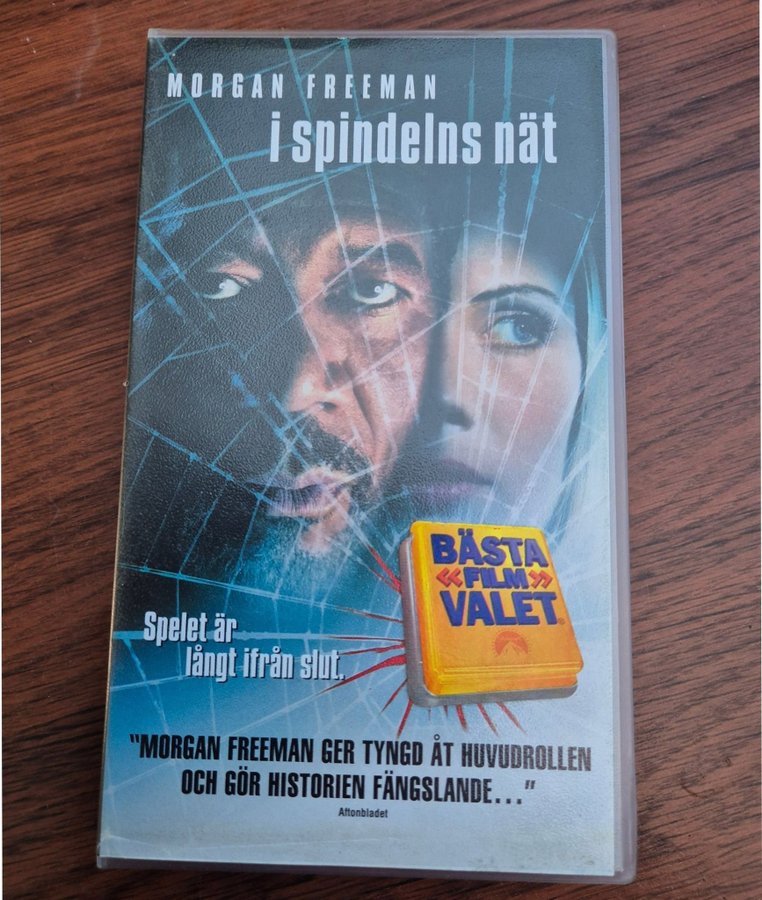 MORGAN FREEMAN
i spindelns nät
BÄSTA
«FILM»
VALET®
Spelet är
långt ifrån slut.
"MORGAN FREEMAN GER TYNGD ÅT HUVUDROLLEN
OCH GÖR HISTORIEN FÄNGSLANDE..."
Aftonbladet